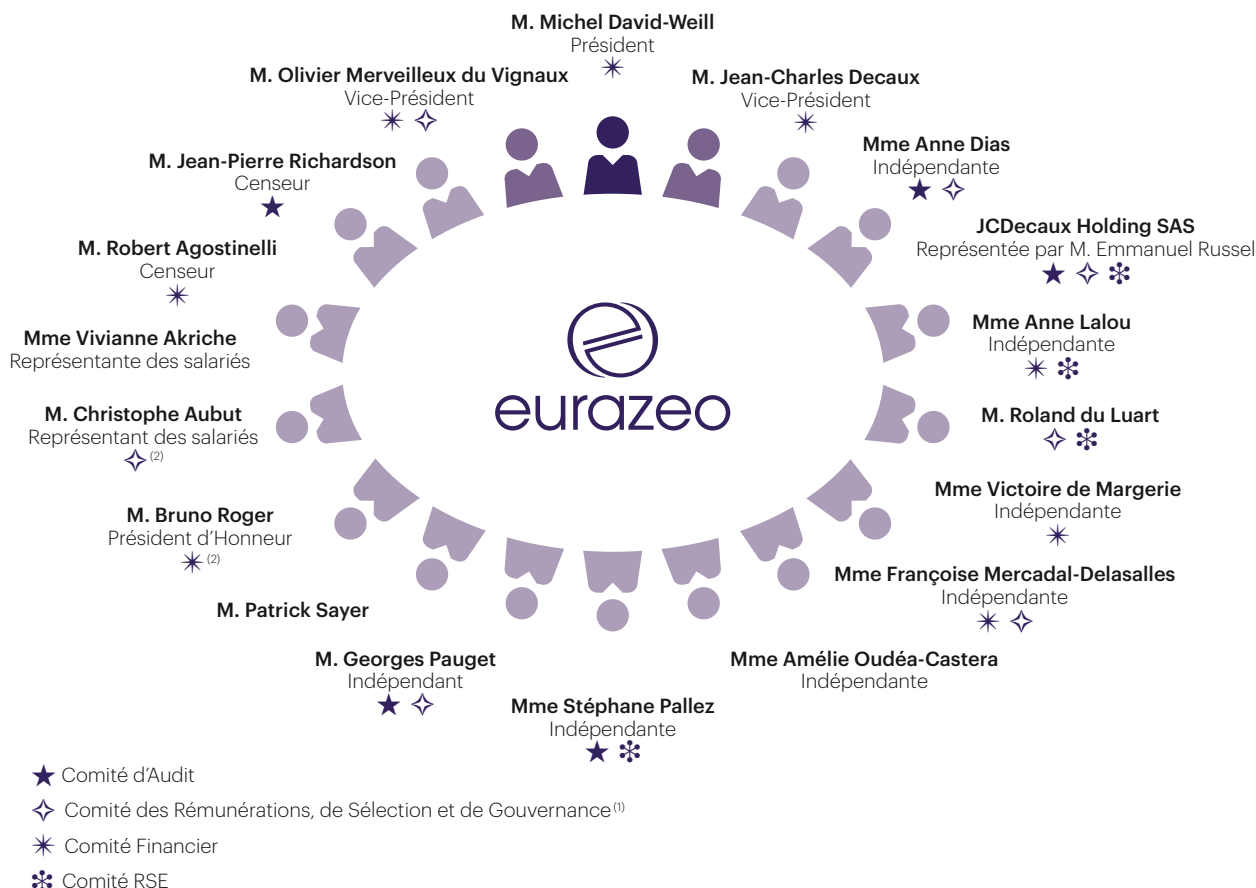 M. Michel David-Weill
Président
M. Olivier Merveilleux du Vignaux
Vice-Président
M. Jean-Charles Decaux
Vice-Président
M. Jean-Pierre Richardson
Censeur
Mme Anne Dias
Indépendante
M. Robert Agostinelli
Censeur
JCDecaux Holding SAS
Représentée par M. Emmanuel Russel
Mme Vivianne Akriche
Représentante des salariés
Mme Anne Lalou
Indépendante
eurazeo
M. Christophe Aubut
Représentant des salariés
(2)
M. Roland du Luart
M. Bruno Roger
Président d’Honneur
(2)
Mme Victoire de Margerie
Indépendante
M. Patrick Sayer
Mme Françoise Mercadal-Delasalles
Indépendante
M. Georges Pauget
Indépendant
Mme Amélie Oudéa-Castera
Indépendante
Mme Stéphane Pallez
Indépendante
Comité d’Audit
Comité des Rémunérations, de Sélection et de Gouvernance (1)
Comité Financier
Comité RSE